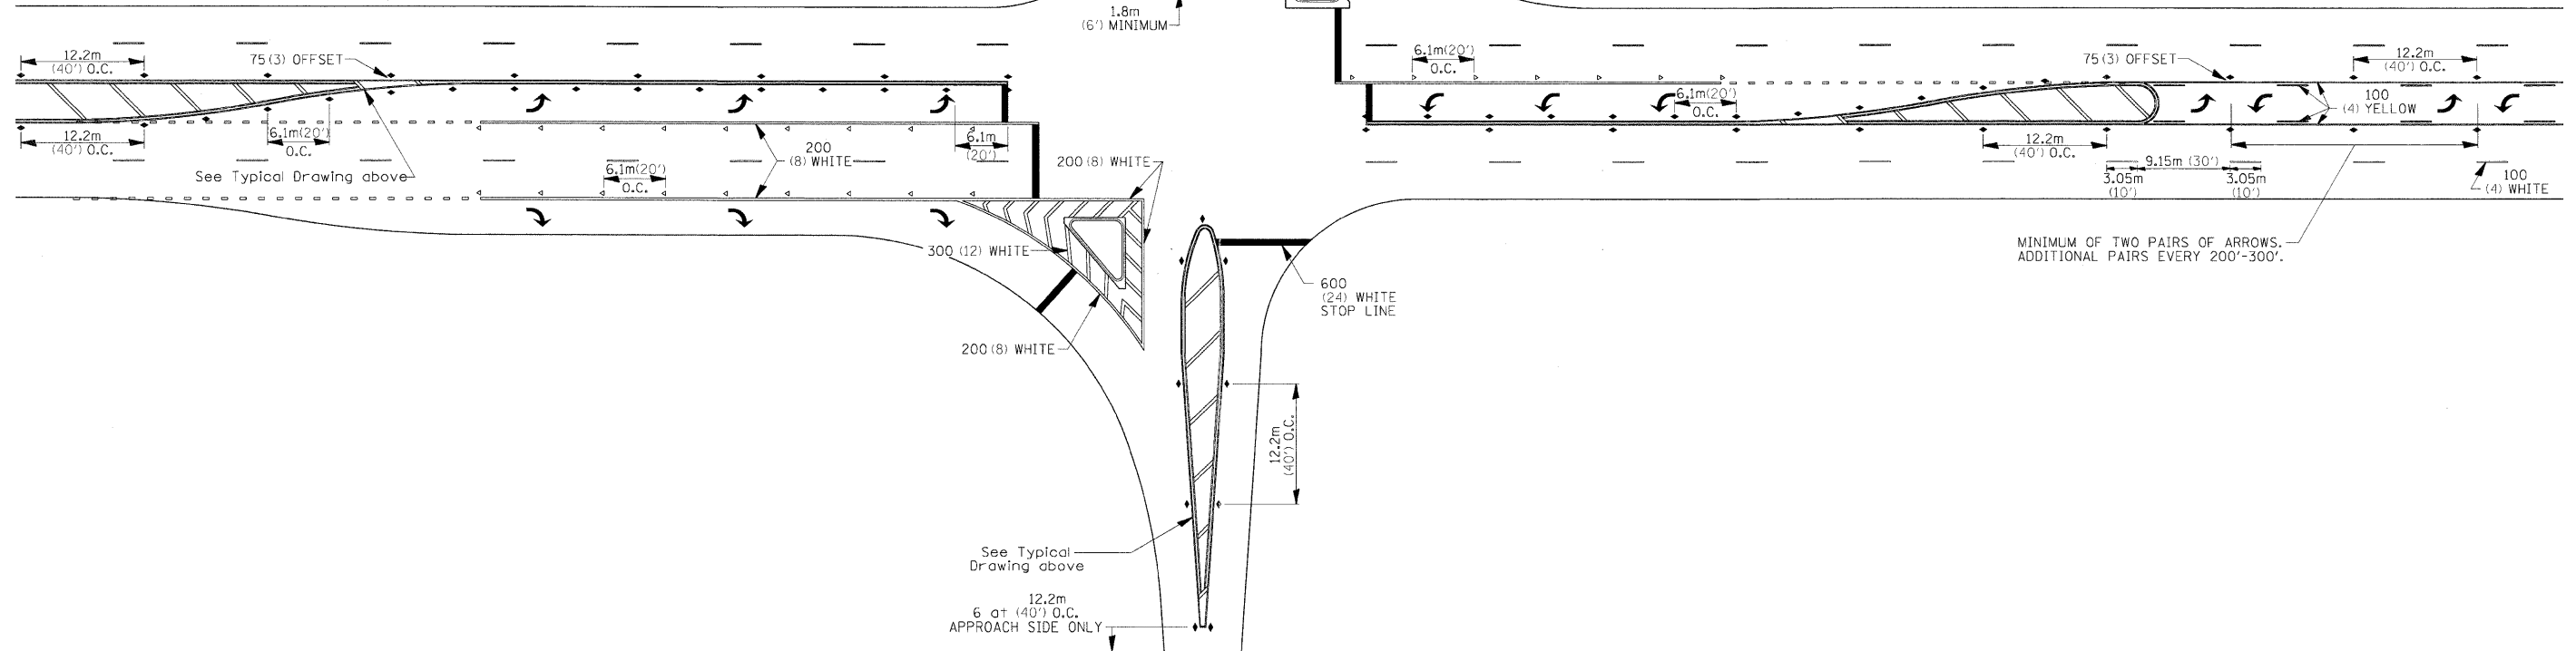 1.8m
(6') MINIMUM
12.2m
(40') O.C.
75(3) OFFSET
6.1m(20')
O.C.
75(3) OFFSET
12.2m
(40') O.C.
6.1m(20')
O.C.
100
(4) YELLOW
12.2m
(40') O.C.
6.1m(20')
O.C.
200
(8) WHITE
6.1m
(20')
200(8) WHITE
12.2m
(40') O.C.
See Typical Drawing above
6.1m(20')
O.C.
9.15m (30')
3.05m
(10')
3.05m
(10')
100
(4) WHITE
300 (12) WHITE
MINIMUM OF TWO PAIRS OF ARROWS.
ADDITIONAL PAIRS EVERY 200'-300'.
600
(24) WHITE
STOP LINE
200(8) WHITE
12.2m
(40') O.C.
See Typical
Drawing above
12.2m
6 at (40') O.C.
APPROACH SIDE ONLY